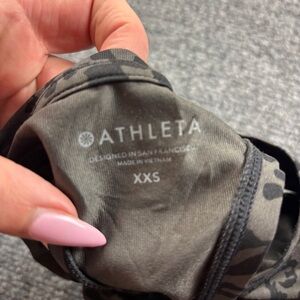 ATHLETA
DESIGNED IN SAN FRANCISCO
MADE IN VIETNAM
XXS